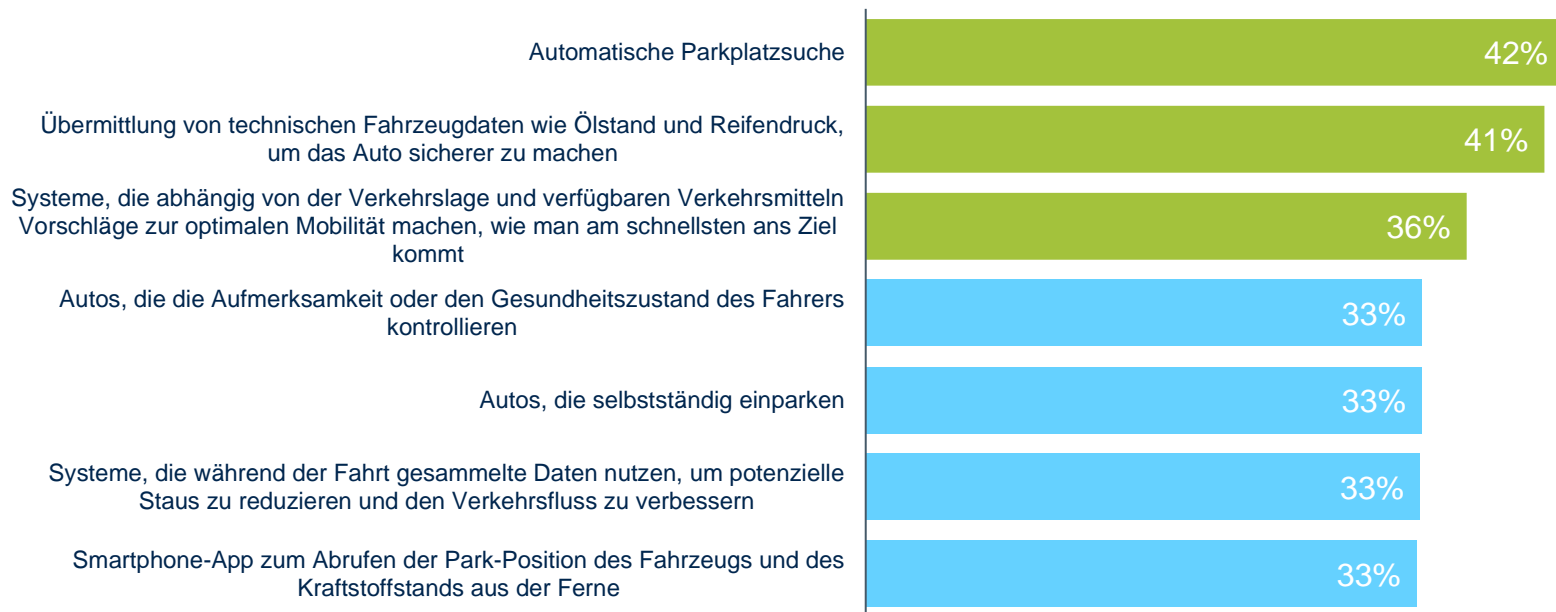 Automatische Parkplatzsuche
42%
Übermittlung von technischen Fahrzeugdaten wie Ölstand und Reifendruck,
um das Auto sicherer zu machen
41%
Systeme, die abhängig von der Verkehrslage und verfügbaren Verkehrsmitteln
Vorschläge zur optimalen Mobilität machen, wie man am schnellsten ans Ziel
kommt
36%
Autos, die die Aufmerksamkeit oder den Gesundheitszustand des Fahrers
kontrollieren
33%
Autos, die selbstständig einparken
33%
Systeme, die während der Fahrt gesammelte Daten nutzen, um potenzielle
Staus zu reduzieren und den Verkehrsfluss zu verbessern
33%
Smartphone-App zum Abrufen der Park-Position des Fahrzeugs und des
Kraftstoffstands aus der Ferne
33%